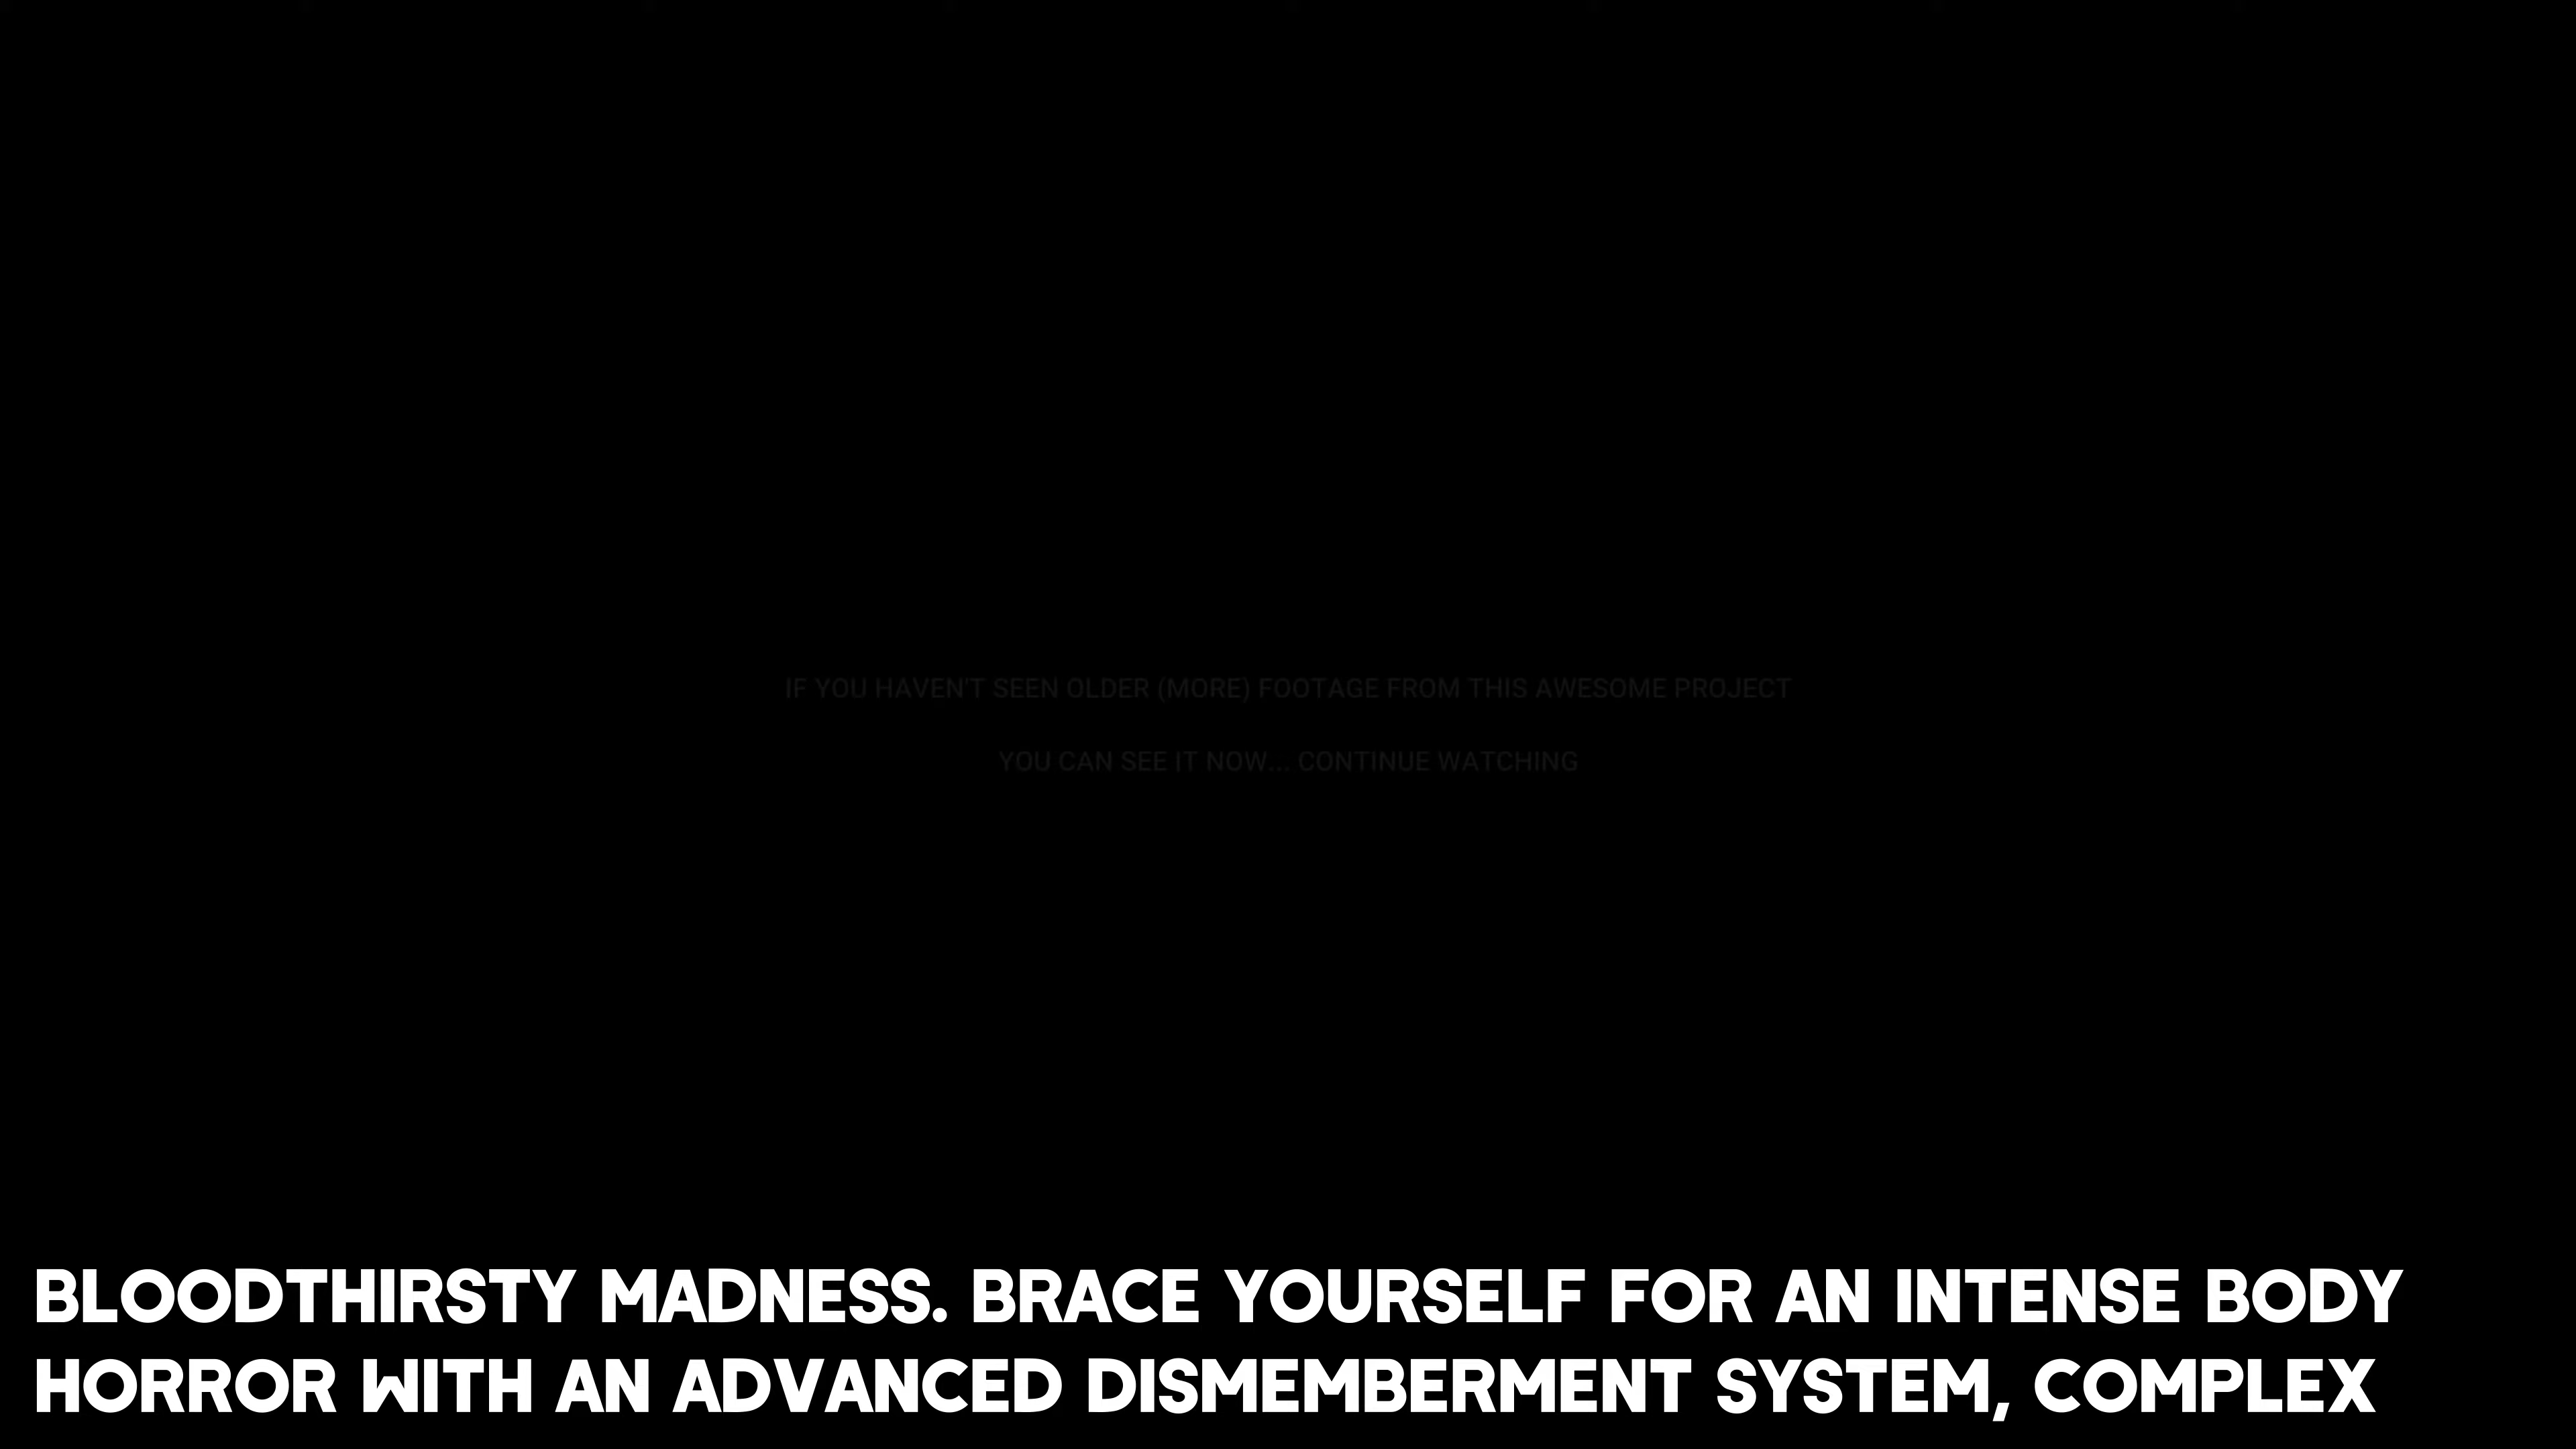 IF YOU HAVEN'T SEEN OLDER (MORE) FOOTAGE FROM THIS AWESOME PROJECT
YOU CAN SEE IT NOW... CONTINUE WATCHING
BLOODTHIRSTY MADNESS. BRACE YOURSELF FOR AN INTENSE BODY
HORROR WITH AN ADVANCED DISMEMBERMENT SYSTEM, COMPLEX